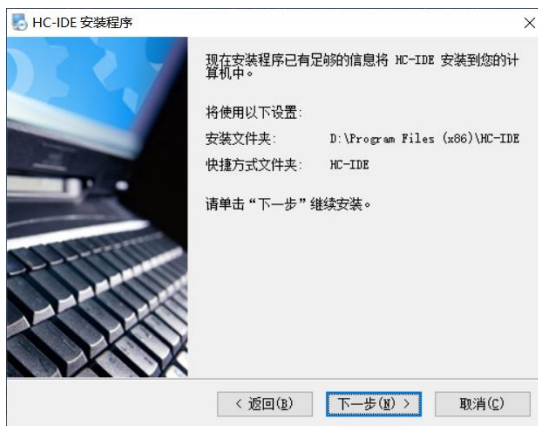 HC-IDE 安装程序
现在安装程序已有足够的信息将 HC-IDE 安装到您的计
算机中。
将使用以下设置:
安装文件夹: D:\Program Files (x86)\HC-IDE
快捷方式文件夹: HC-IDE
请单击“下一步”继续安装。
< 返回(B) 下一步(N) > 取消(C)